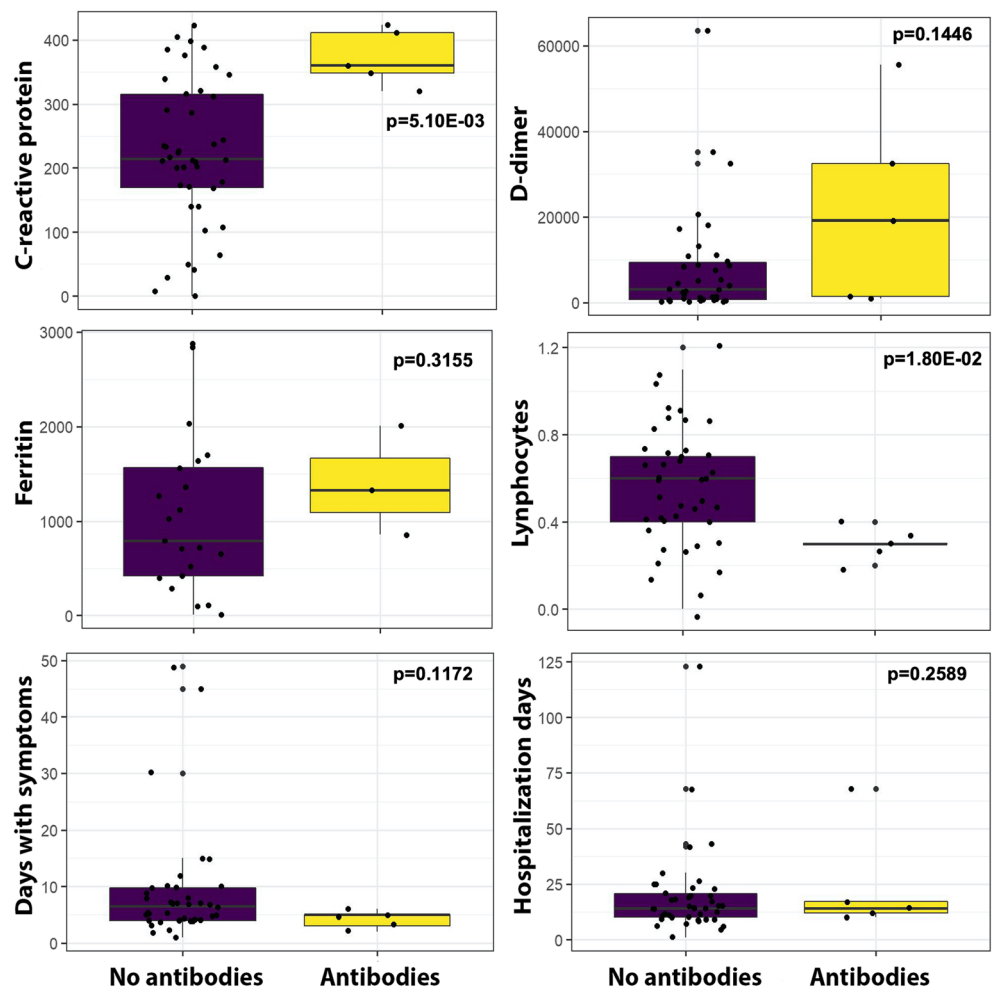 C-reactive protein
400
300
200
100
0
p=5.10E-03
D-dimer
60000
40000
20000
0
p=0.1446
Ferritin
3000
2000
1000
0
p=0.3155
Lynphocytes
1.2
0.8
0.4
0.0
p=1.80E-02
Days with symptoms
50
40
30
20
10
0
p=0.1172
No antibodies
Antibodies
Hospitalization days
125
100
75
50
25
0
p=0.2589
No antibodies
Antibodies